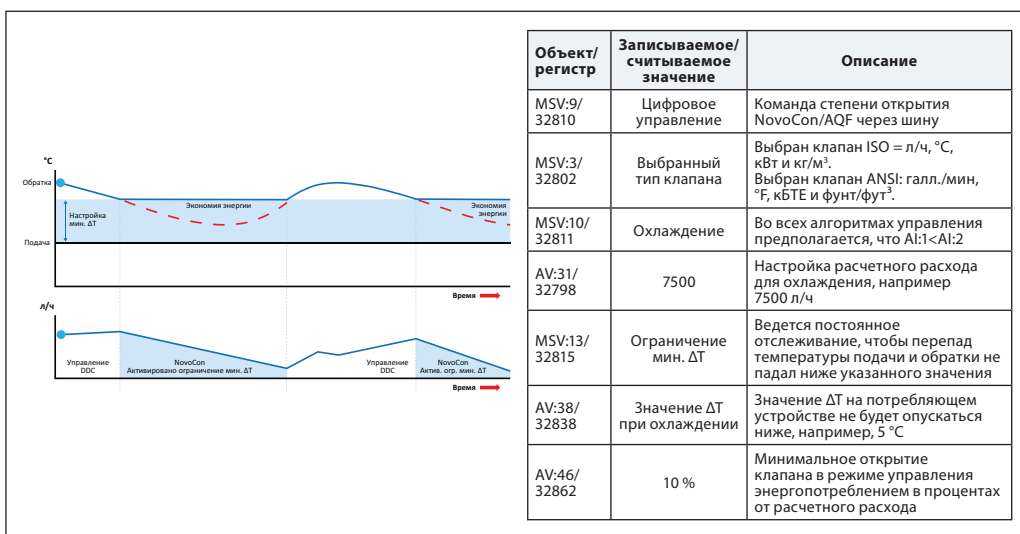 °C
Обратка
Настройка
мин. ΔT
Экономия энергии
Экономия
энергии
Подача
Время
л/ч
Управление
DDC
NovoCon
Активировано ограничение мин. ΔT
Управление
DDC
NovoCon
Актив. огр. мин. ΔT
Время
Объект/
регистр
Записываемое/
считываемое
значение
Описание
MSV:9/
32810
Цифровое
управление
Команда степени открытия
NovoCon/AQF через шину
MSV:3/
32802
Выбранный
тип клапана
Выбран клапан ISO = л/ч, °C,
кВт и кг/м³.
Выбран клапан ANSI: галл./мин,
°F, кБТЕ и фунт/фут³.
MSV:10/
32811
Охлаждение
Во всех алгоритмах управления
предполагается, что AI:1<AI:2
AV:31/
32798
7500
Настройка расчетного расхода
для охлаждения, например
7500 л/ч
MSV:13/
32815
Ограничение
мин. ΔT
Ведется постоянное
отслеживание, чтобы перепад
температуры подачи и обратки не
падал ниже указанного значения
AV:38/
32838
Значение ΔT
при охлаждении
Значение ΔT на потребляющем
устройстве не будет опускаться
ниже, например, 5 °C
AV:46/
32862
10 %
Минимальное открытие
клапана в режиме управления
энергопотреблением в процентах
от расчетного расхода